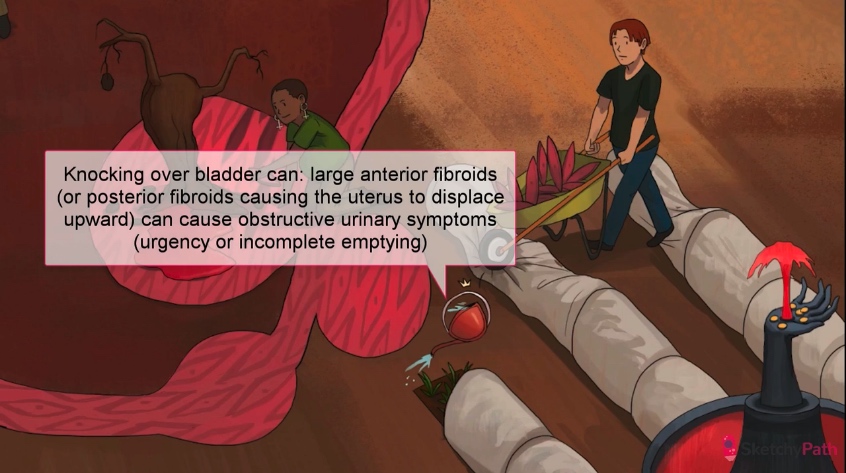 Knocking over bladder can: large anterior fibroids
(or posterior fibroids causing the uterus to displace
upward) can cause obstructive urinary symptoms
(urgency or incomplete emptying)
SketchyPath